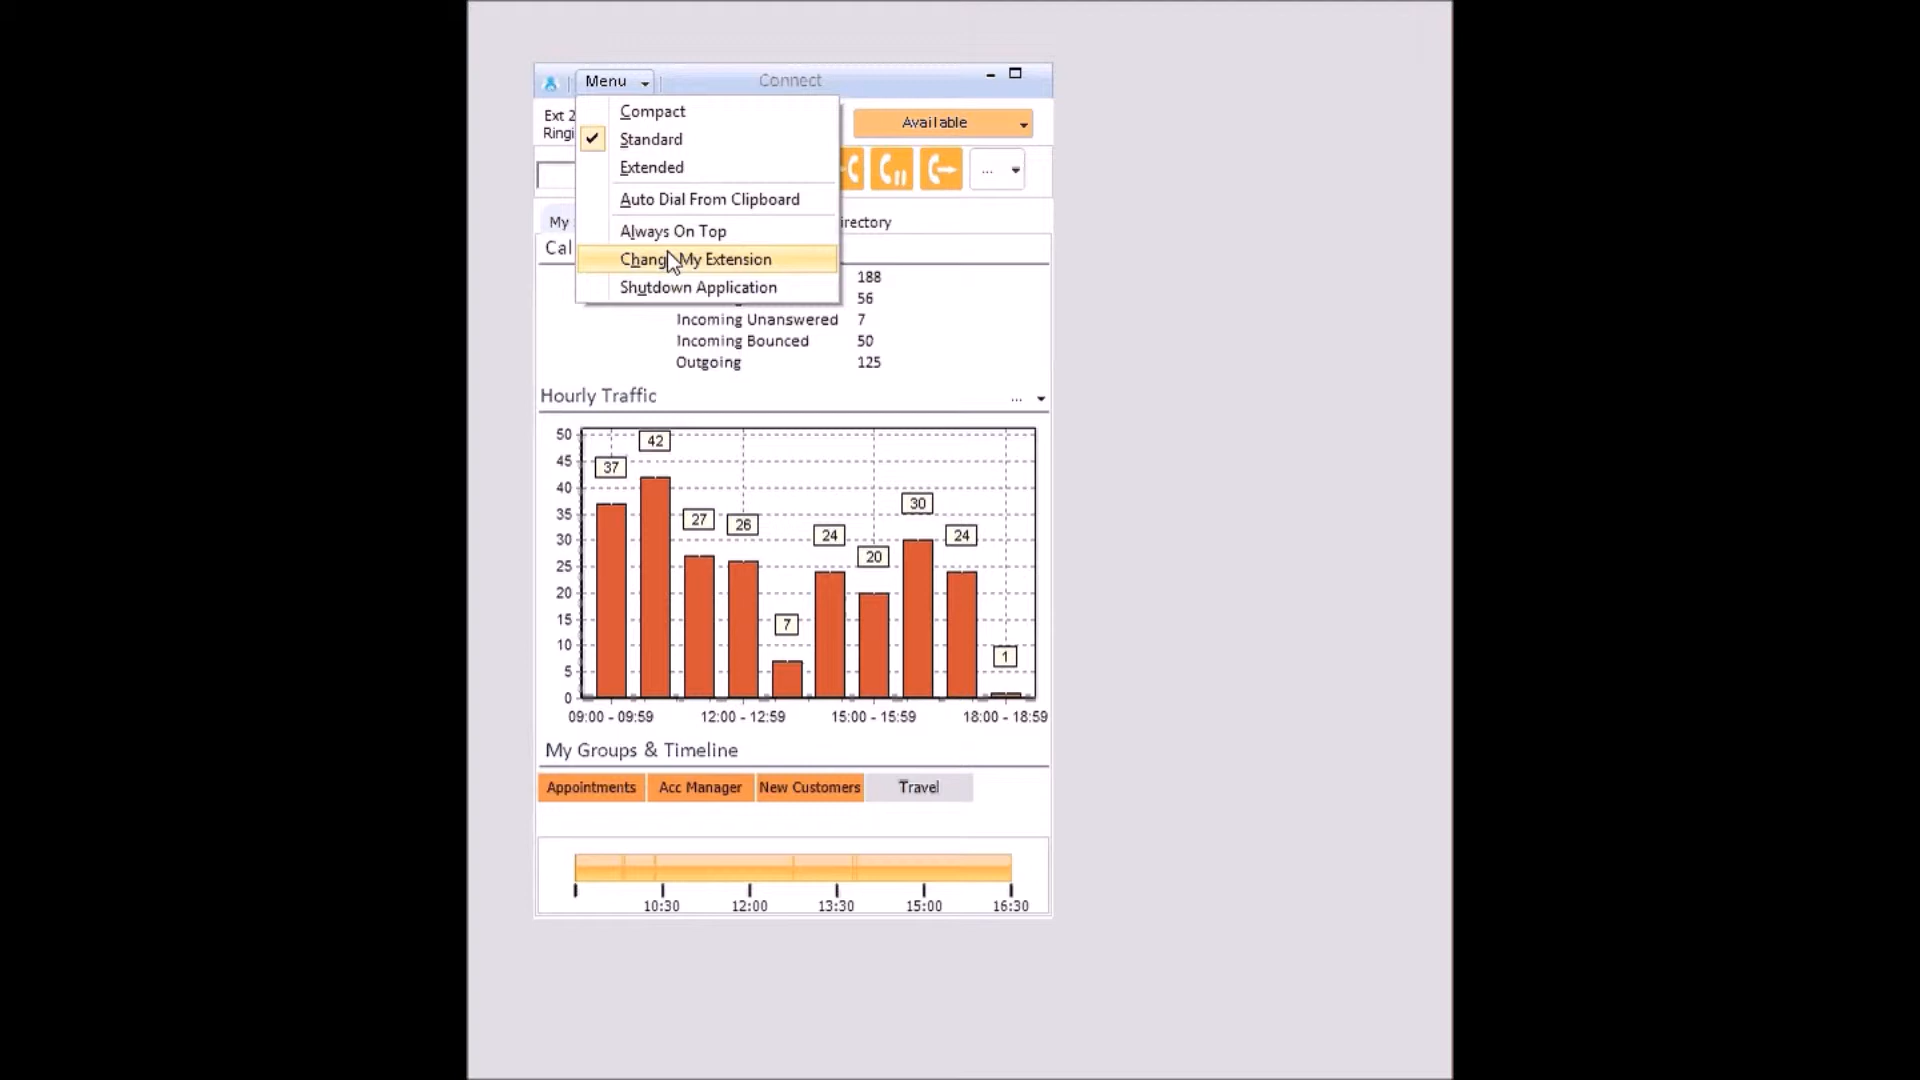 Menu Connect
Compact
Ext 2
Available
Ringi
Standard
Extended
...
Auto Dial From Clipboard
My
irectory
Always On Top
Cal
Change My Extension
188
Shutdown Application
56
Incoming Unanswered 7
Incoming Bounced 50
Outgoing 125
Hourly Traffic ...
50
45
40
35
30
25
20
15
10
5
0
37
42
27
26
7
24
20
30
24
1
09:00 - 09:59 12:00 - 12:59 15:00 - 15:59 18:00 - 18:59
My Groups & Timeline
Appointments Acc Manager New Customers Travel
10:30 12:00 13:30 15:00 16:30